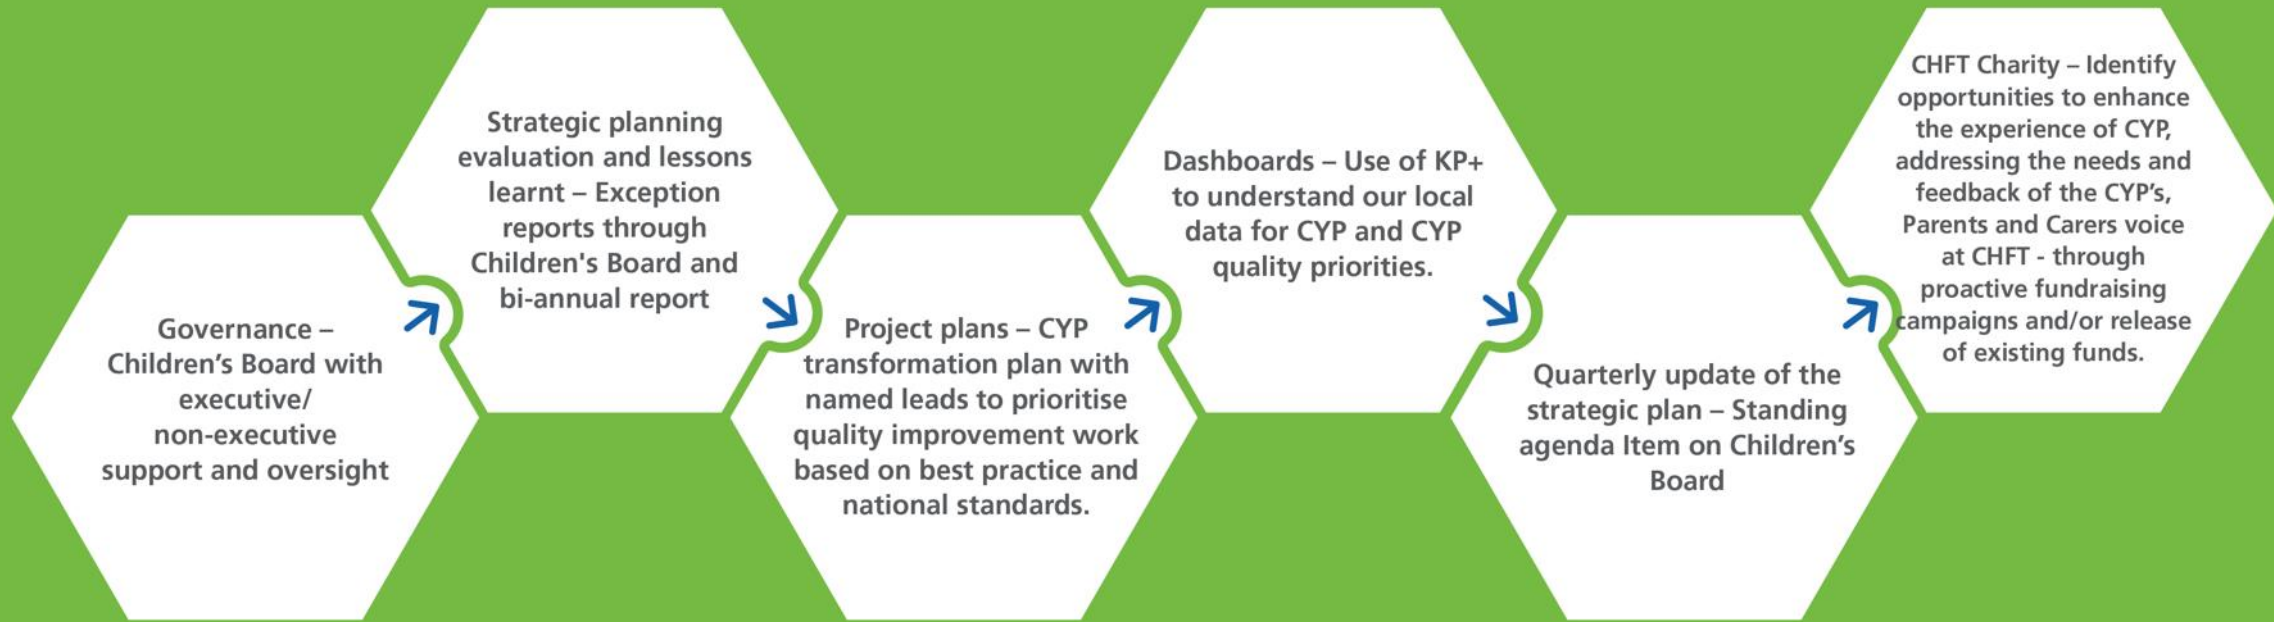 Governance –
Children’s Board with
executive/
non-executive
support and oversight
Strategic planning
evaluation and lessons
learnt – Exception
reports through
Children's Board and
bi-annual report
Project plans – CYP
transformation plan with
named leads to prioritise
quality improvement work
based on best practice and
national standards.
Dashboards – Use of KP+
to understand our local
data for CYP and CYP
quality priorities.
Quarterly update of the
strategic plan – Standing
agenda Item on Children’s
Board
CHFT Charity – Identify
opportunities to enhance
the experience of CYP,
addressing the needs and
feedback of the CYP’s,
Parents and Carers voice
at CHFT - through
proactive fundraising
campaigns and/or release
of existing funds.